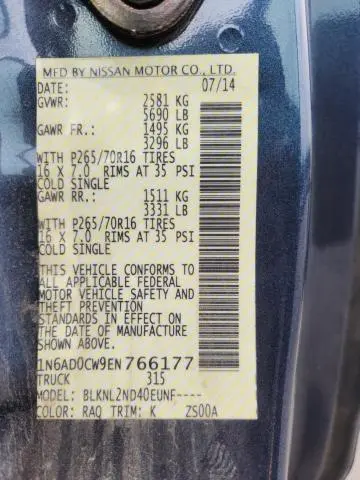 MFD BY NISSAN MOTOR CO., LTD.
DATE: 07/14
GVWR: 2581 KG
5690 LB
GAWR FR.: 1495 KG
3296 LB
WITH P265/70R16 TIRES
16 X 7.0 RIMS AT 35 PSI
COLD SINGLE
GAWR RR.: 1511 KG
3331 LB
WITH P265/70R16 TIRES
16 X 7.0 RIMS AT 35 PSI
COLD SINGLE
THIS VEHICLE CONFORMS TO
ALL APPLICABLE FEDERAL
MOTOR VEHICLE SAFETY AND
THEFT PREVENTION
STANDARDS IN EFFECT ON
THE DATE OF MANUFACTURE
SHOWN ABOVE.
1N6AD0CW9EN766177
TRUCK 315
MODEL: BLKNL2ND40EUNF----
COLOR: RAQ TRIM: K ZS00A